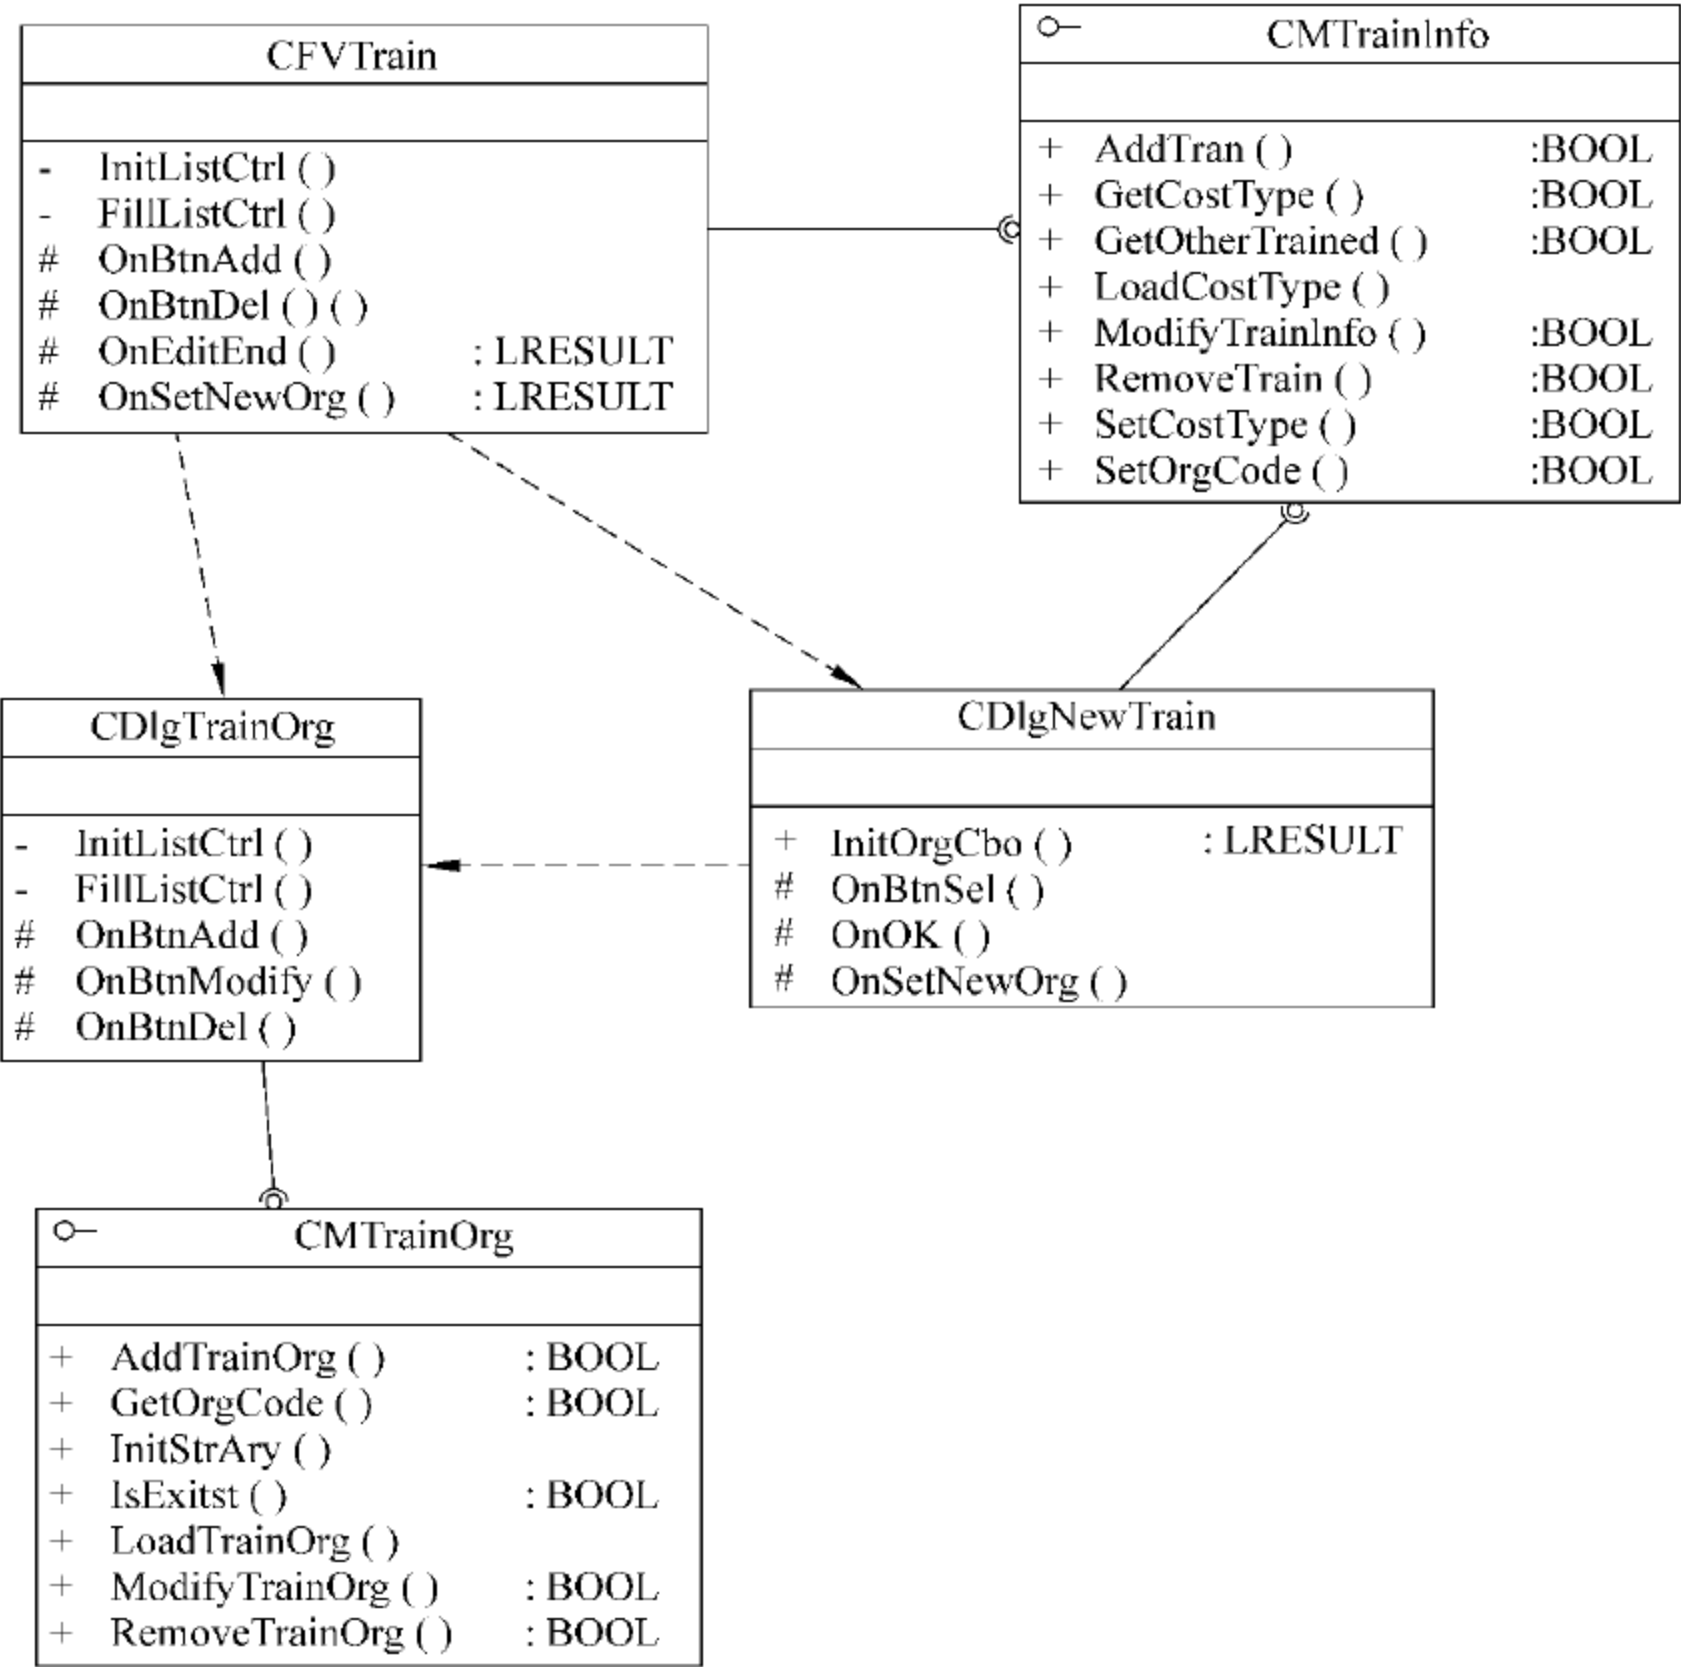 CFVTrain
- InitListCtrl ( )
- FillListCtrl ( )
# OnBtnAdd ( )
# OnBtnDel ( ) ( )
# OnEditEnd ( ) : LRESULT
# OnSetNewOrg ( ) : LRESULT
CMTrainInfo
+ AddTran ( ) :BOOL
+ GetCostType ( ) :BOOL
+ GetOtherTrained ( ) :BOOL
+ LoadCostType ( )
+ ModifyTrainInfo ( ) :BOOL
+ RemoveTrain ( ) :BOOL
+ SetCostType ( ) :BOOL
+ SetOrgCode ( ) :BOOL
CDlgTrainOrg
- InitListCtrl ( )
- FillListCtrl ( )
# OnBtnAdd ( )
# OnBtnModify ( )
# OnBtnDel ( )
CDlgNewTrain
+ InitOrgCbo ( ) : LRESULT
# OnBtnSel ( )
# OnOK ( )
# OnSetNewOrg ( )
CMTrainOrg
+ AddTrainOrg ( ) : BOOL
+ GetOrgCode ( ) : BOOL
+ InitStrAry ( )
+ IsExitst ( ) : BOOL
+ LoadTrainOrg ( )
+ ModifyTrainOrg ( ) : BOOL
+ RemoveTrainOrg ( ) : BOOL